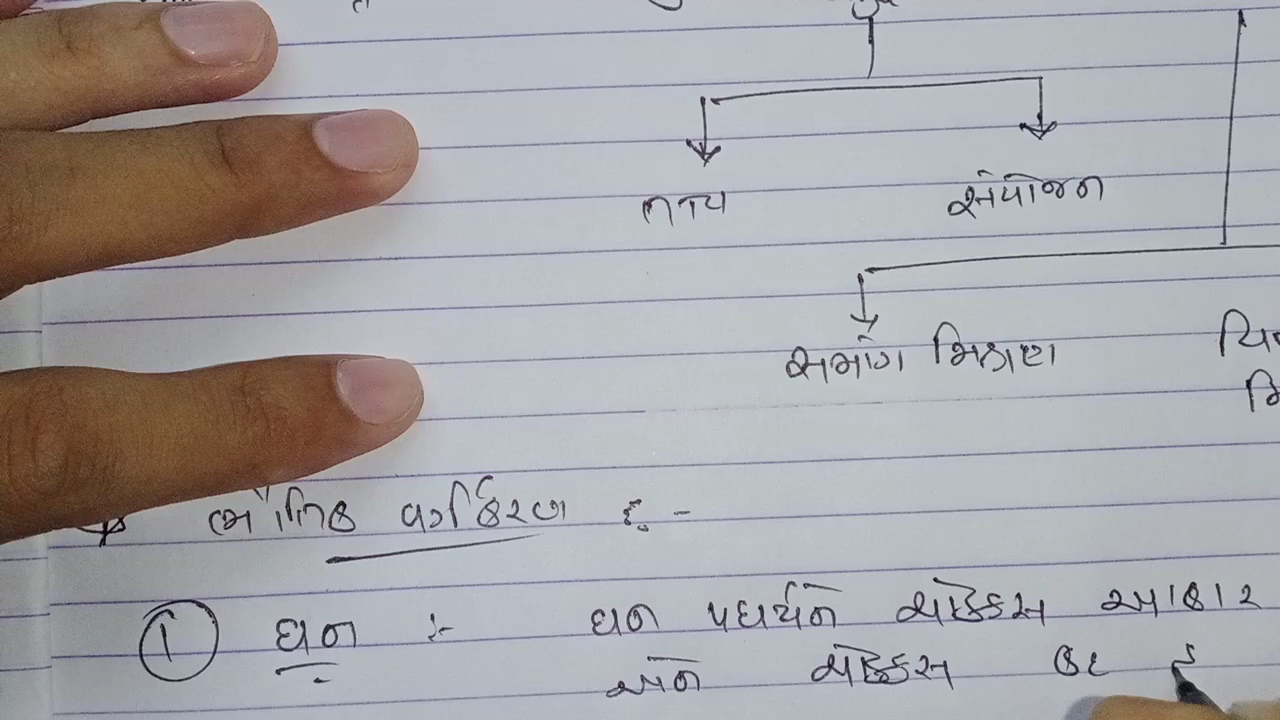 તત્વ સંયોજન
સમાંગ મિશ્રણ
ભૌતિક વર્ગીકરણ :-
① ઘન :- ઘન પદાર્થને ચોક્કસ આકાર
અને ચોક્કસ કદ